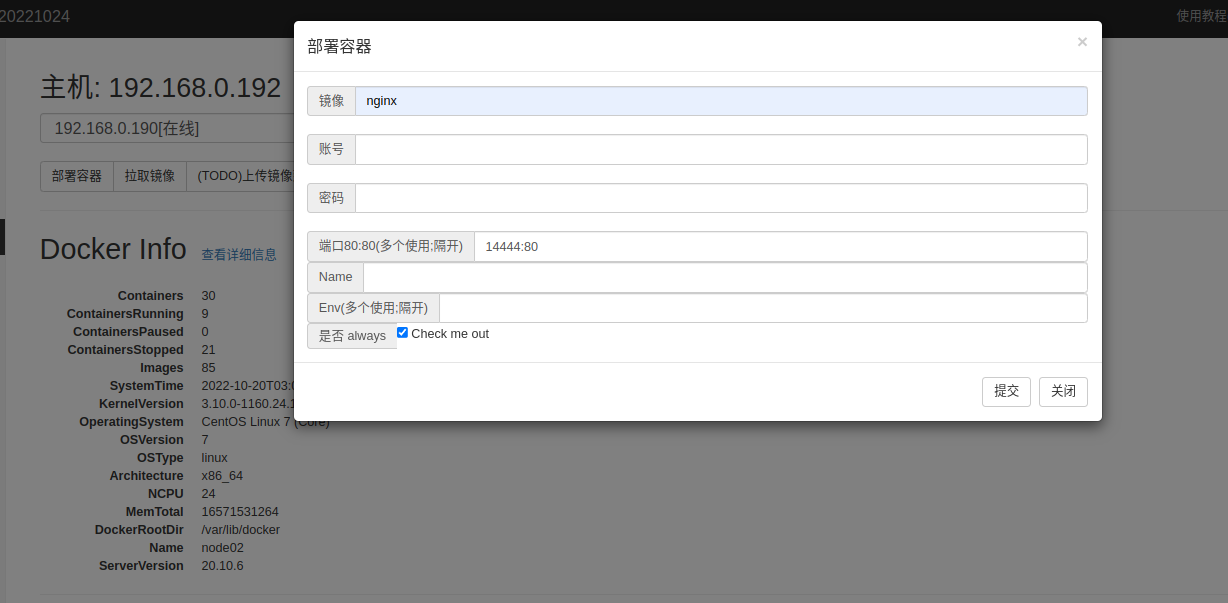 20221024
使用教程
主机: 192.168.0.192
192.168.0.190[在线]
部署容器 拉取镜像 (TODO)上传镜像
Docker Info 查看详细信息
Containers 30
ContainersRunning 9
ContainersPaused 0
ContainersStopped 21
Images 85
SystemTime 2022-10-20T03:0
KernelVersion 3.10.0-1160.24.1
OperatingSystem CentOS Linux 7 (Core)
OSVersion 7
OSType linux
Architecture x86_64
NCPU 24
MemTotal 16571531264
DockerRootDir /var/lib/docker
Name node02
ServerVersion 20.10.6
部署容器 ×
镜像 nginx
账号
密码
端口80:80(多个使用;隔开) 14444:80
Name
Env(多个使用;隔开)
是否 always Check me out
提交 关闭